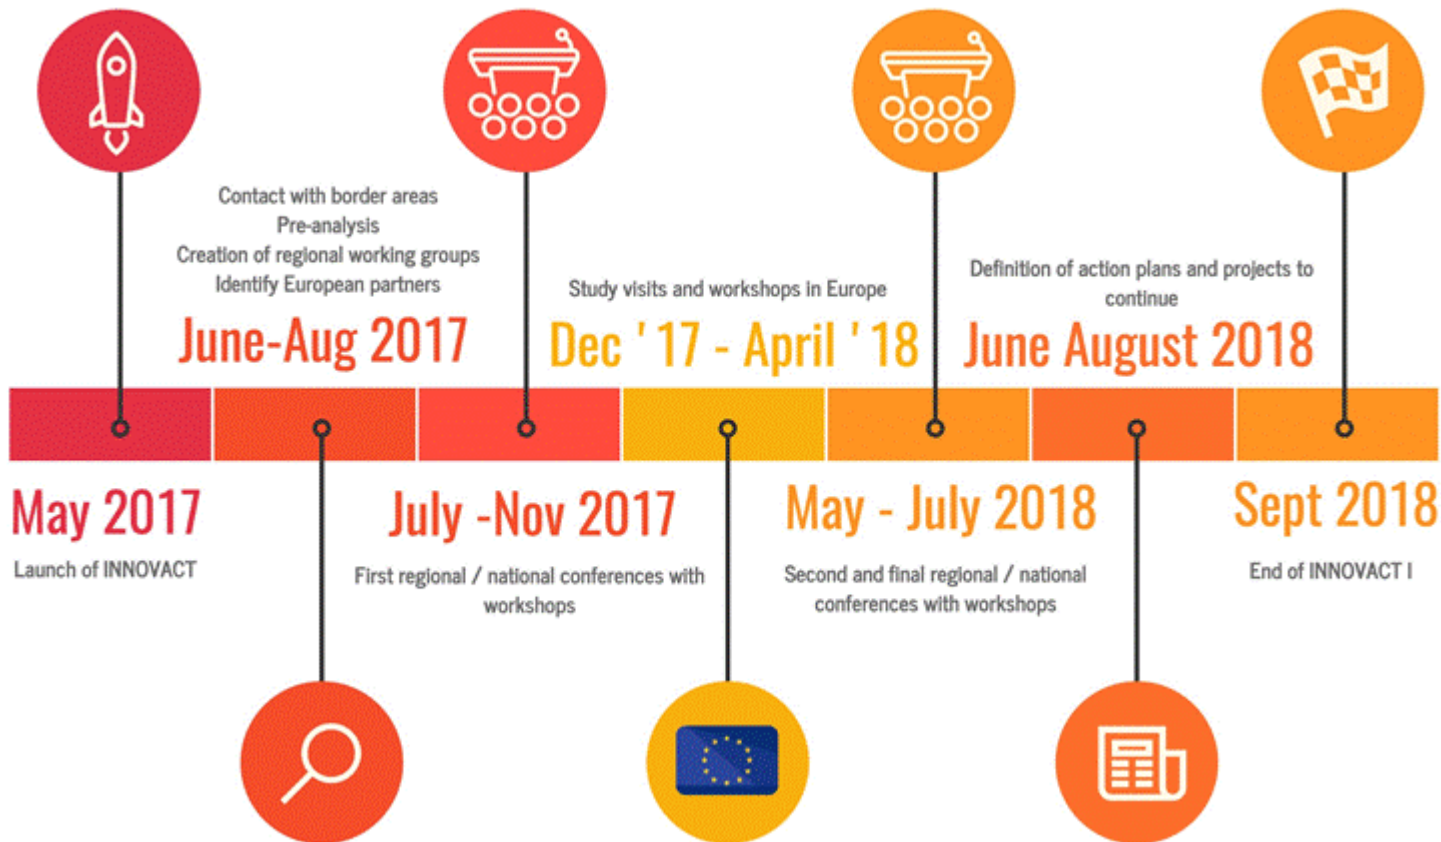 Contact with border areas
Pre-analysis
Creation of regional working groups
Identify European partners
June-Aug 2017
Study visits and workshops in Europe
Dec '17 - April '18
Definition of action plans and projects to
continue
June August 2018
May 2017
Launch of INNOVACT
July -Nov 2017
First regional / national conferences with
workshops
May - July 2018
Second and final regional / national
conferences with workshops
Sept 2018
End of INNOVACT I